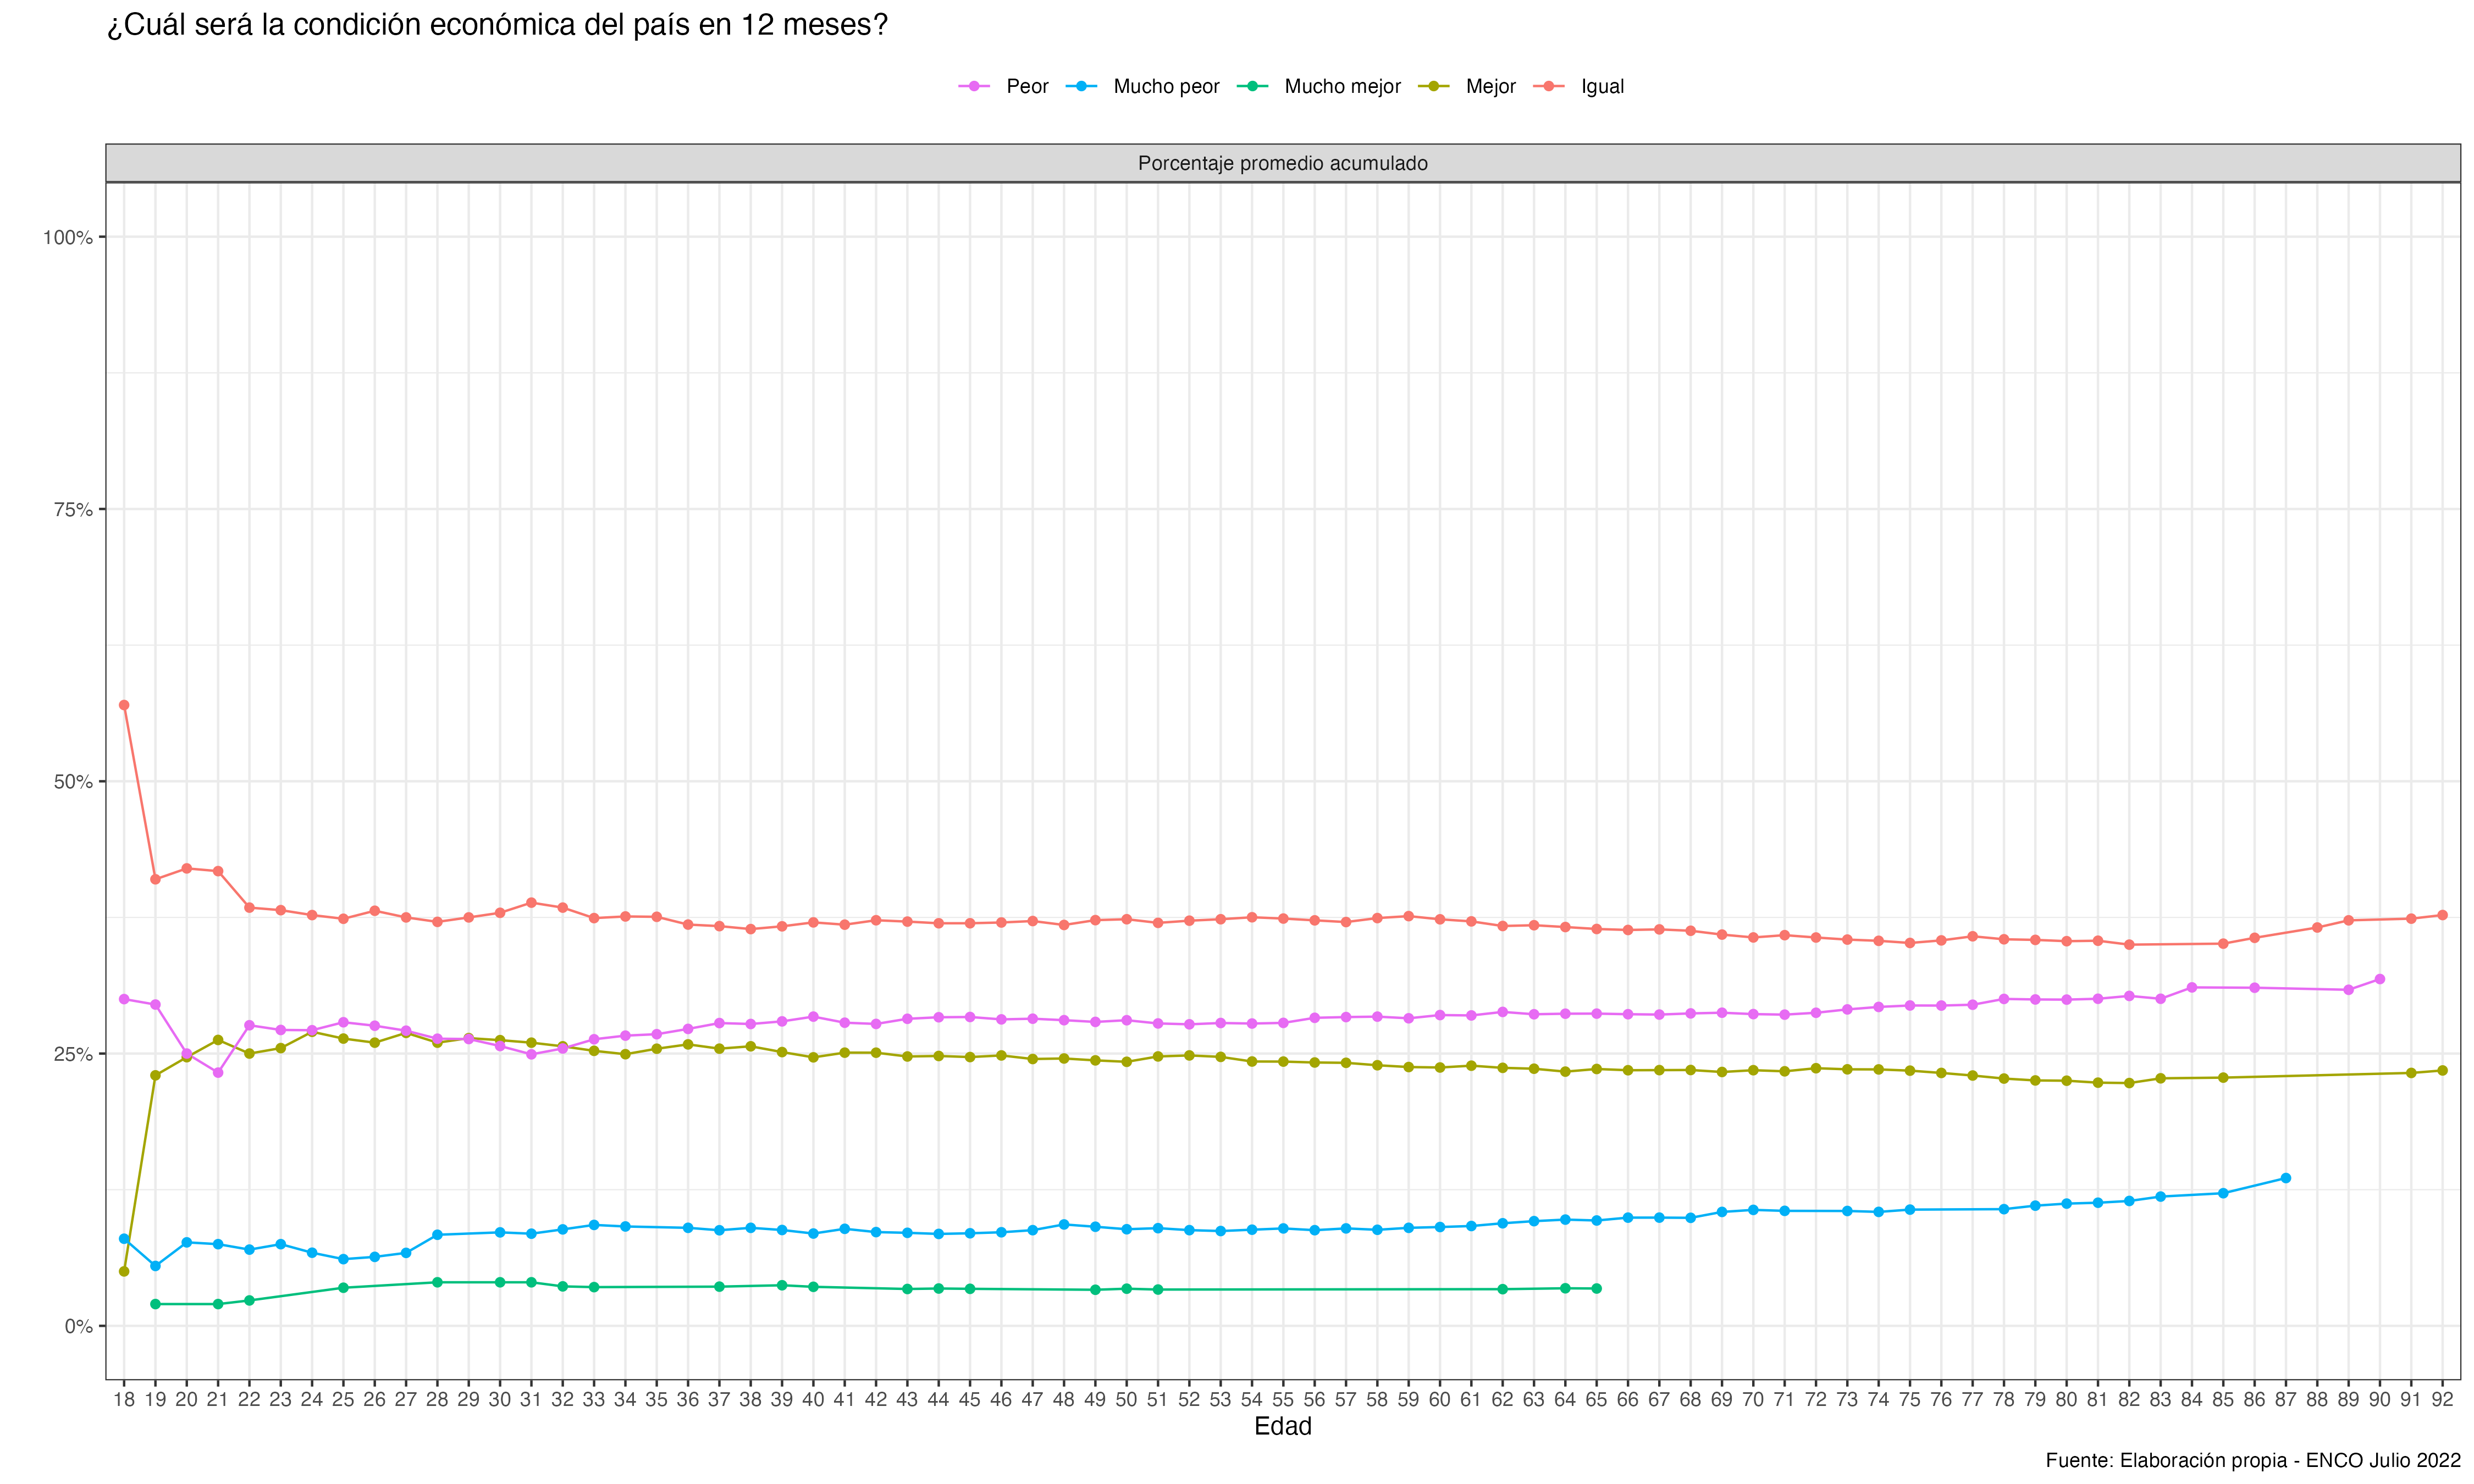 ¿Cuál será la condición económica del país en 12 meses?
Peor Mucho peor Mucho mejor Mejor Igual
Porcentaje promedio acumulado
100%
75%
50%
25%
0%
18 19 20 21 22 23 24 25 26 27 28 29 30 31 32 33 34 35 36 37 38 39 40 41 42 43 44 45 46 47 48 49 50 51 52 53 54 55 56 57 58 59 60 61 62 63 64 65 66 67 68 69 70 71 72 73 74 75 76 77 78 79 80 81 82 83 84 85 86 87 88 89 90 91 92
Edad
Fuente: Elaboración propia - ENCO Julio 2022